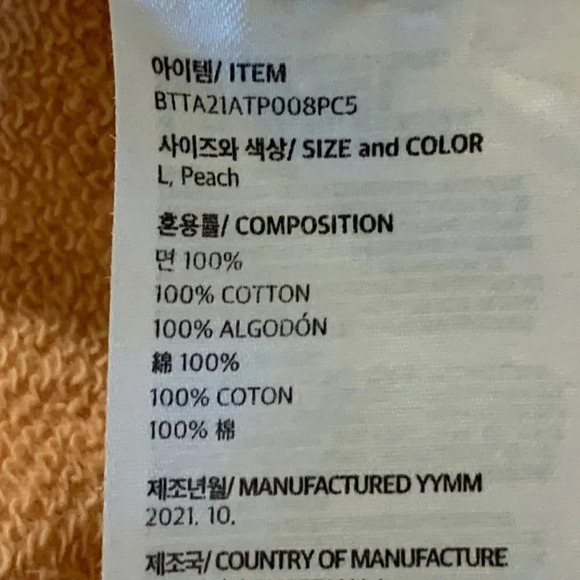 아이템/ ITEM
BTTA21ATP008PC5
사이즈와 색상/ SIZE and COLOR
L, Peach
혼용률/ COMPOSITION
면 100%
100% COTTON
100% ALGODÓN
綿 100%
100% COTON
100% 棉
제조년월/ MANUFACTURED YYMM
2021. 10.
제조국/ COUNTRY OF MANUFACTURE